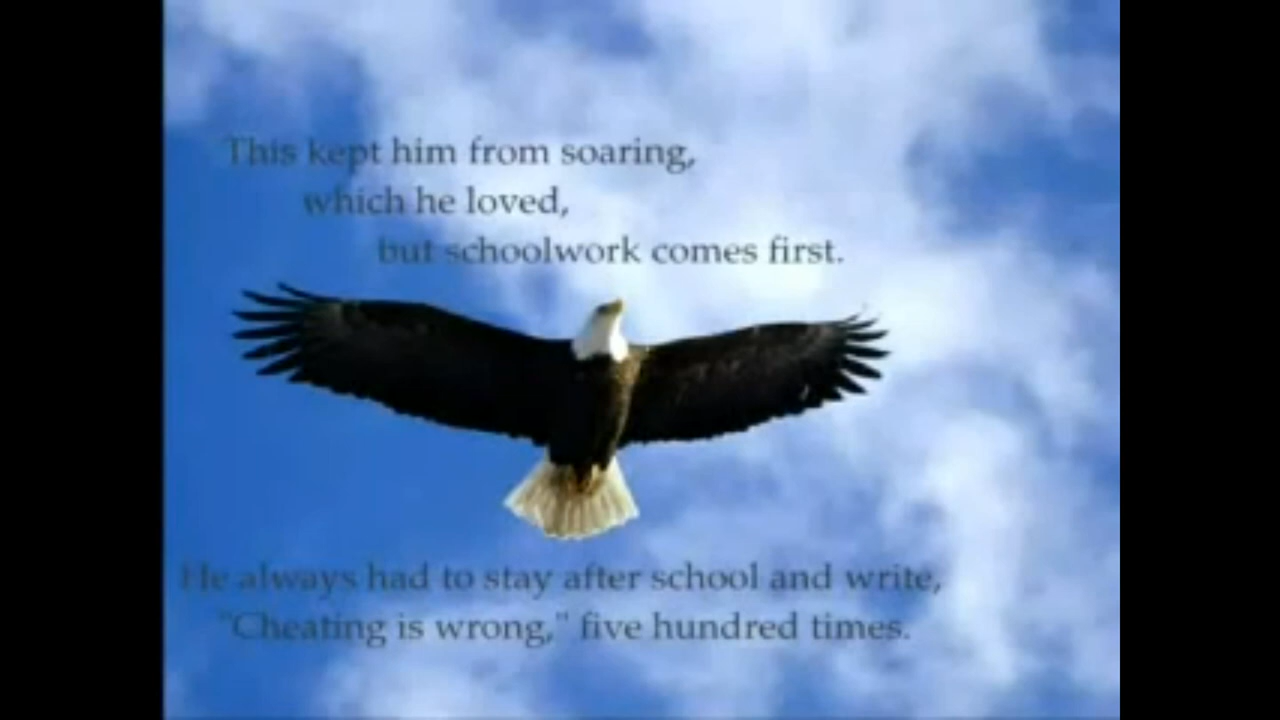 This kept him from soaring,
which he loved,
but schoolwork comes first.
He always had to stay after school and write,
"Cheating is wrong," five hundred times.